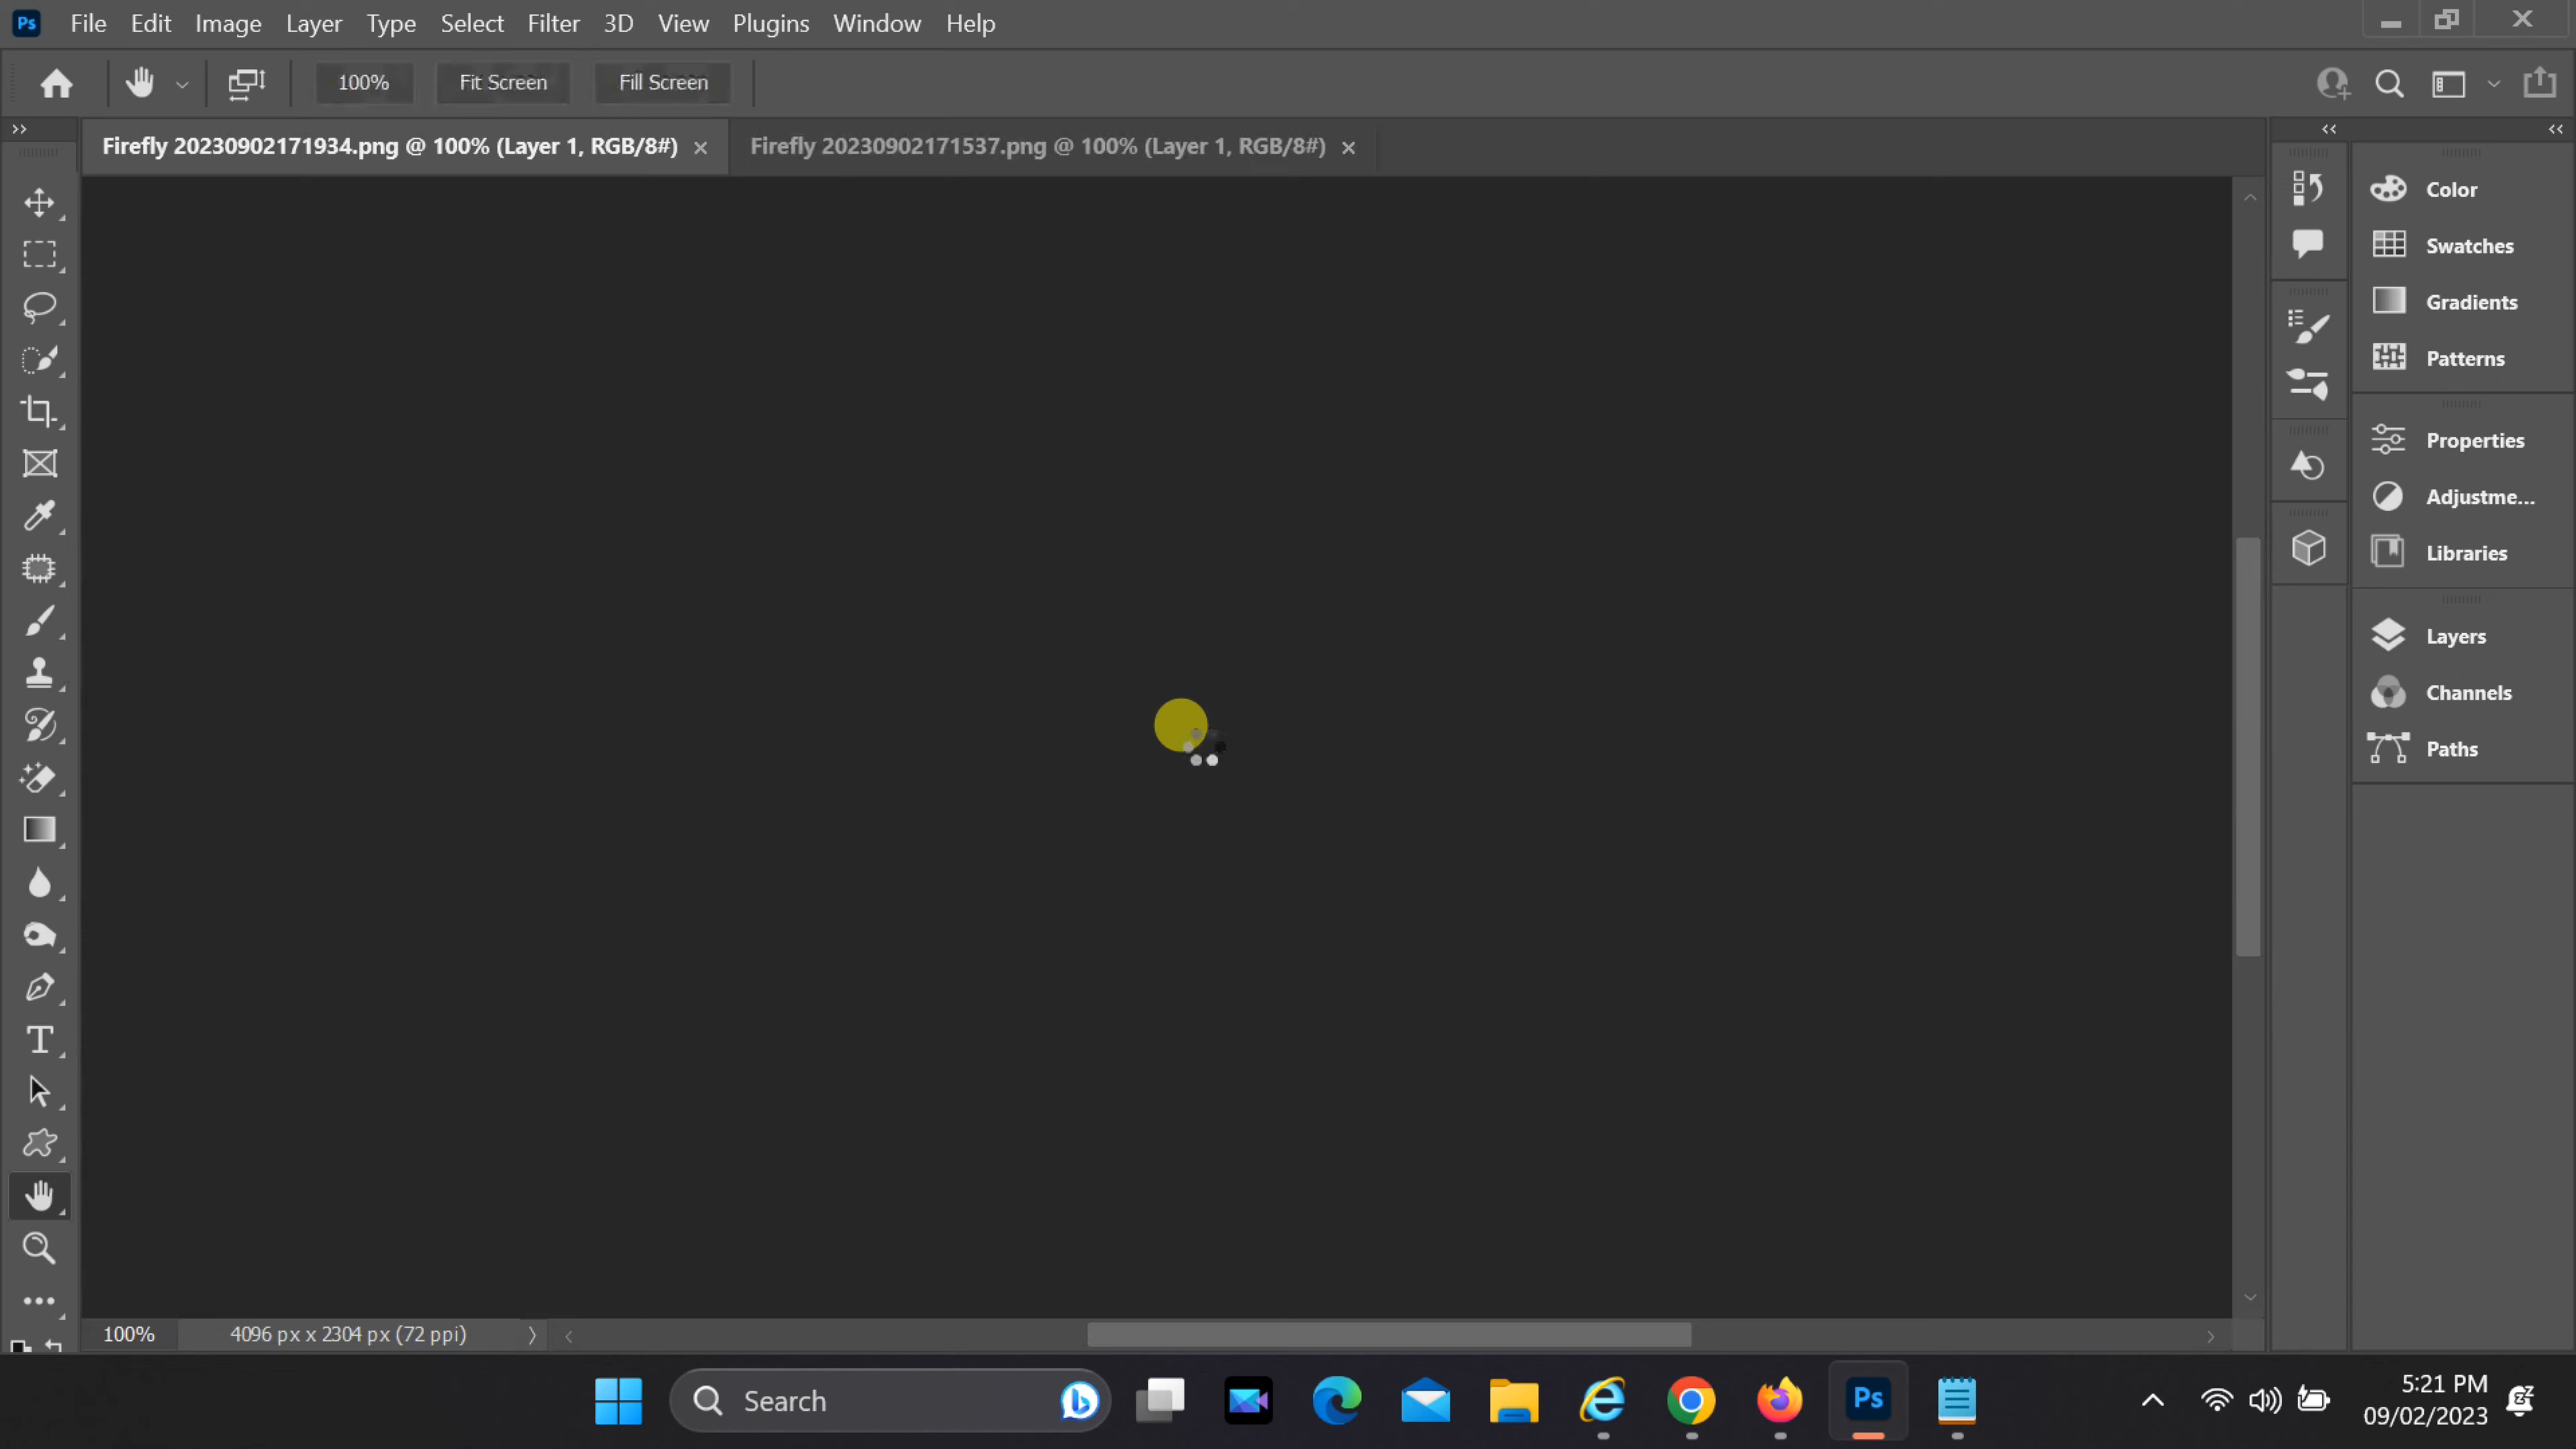 Ps File Edit Image Layer Type Select Filter 3D View Plugins Window Help
100% Fit Screen Fill Screen
Firefly 20230902171934.png @ 100% (Layer 1, RGB/8#) Firefly 20230902171537.png @ 100% (Layer 1, RGB/8#)
Color
Swatches
Gradients
Patterns
Properties
Adjustme...
Libraries
Layers
Channels
Paths
100% 4096 px x 2304 px (72 ppi)
Search
Ps
5:21 PM
09/02/2023